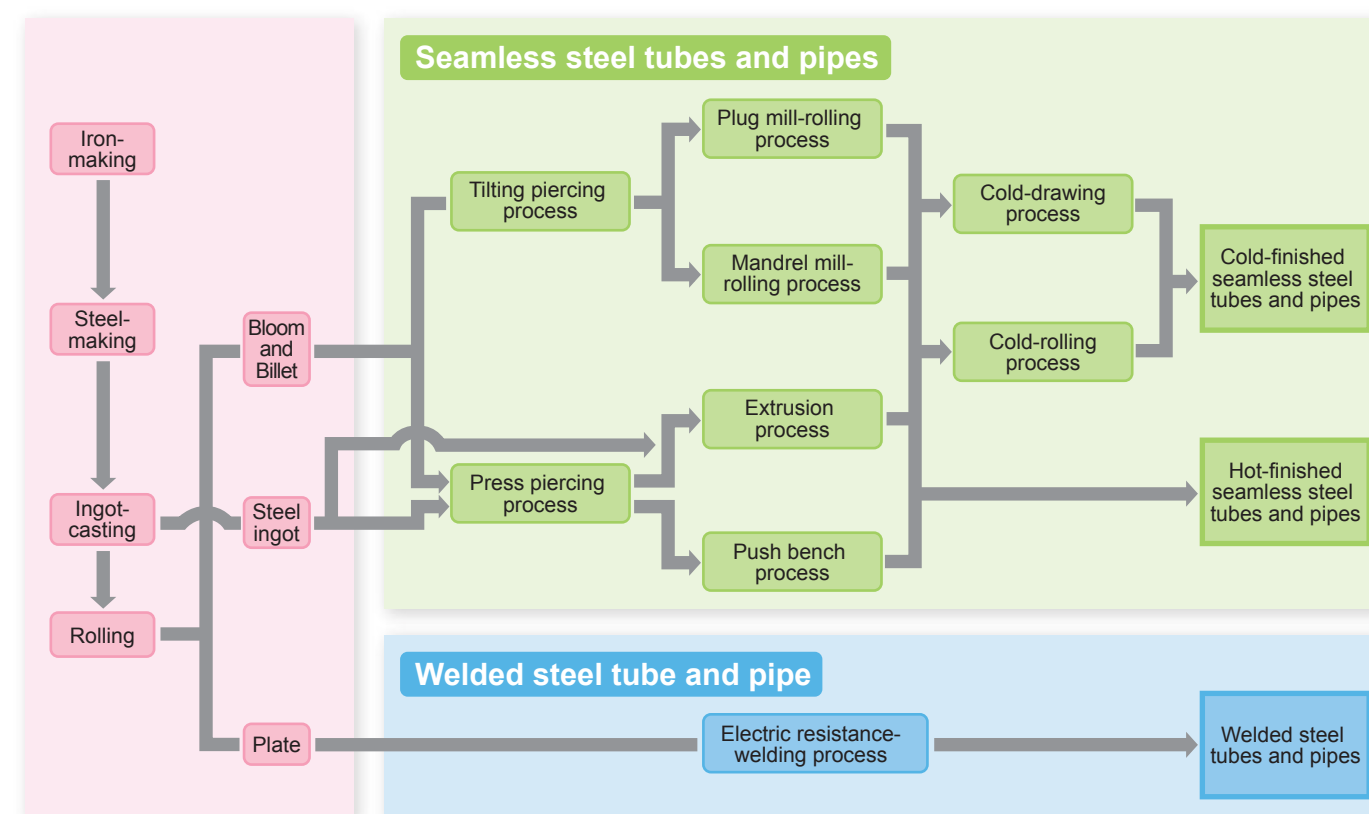 Seamless steel tubes and pipes
Iron-
making
Steel-
making
Ingot-
casting
Rolling
Bloom
and
Billet
Steel
ingot
Plate
Tilting piercing
process
Press piercing
process
Plug mill-rolling
process
Mandrel mill-
rolling process
Extrusion
process
Push bench
process
Cold-drawing
process
Cold-rolling
process
Cold-finished
seamless steel
tubes and pipes
Hot-finished
seamless steel
tubes and pipes
Welded steel tube and pipe
Electric resistance-
welding process
Welded steel
tubes and pipes